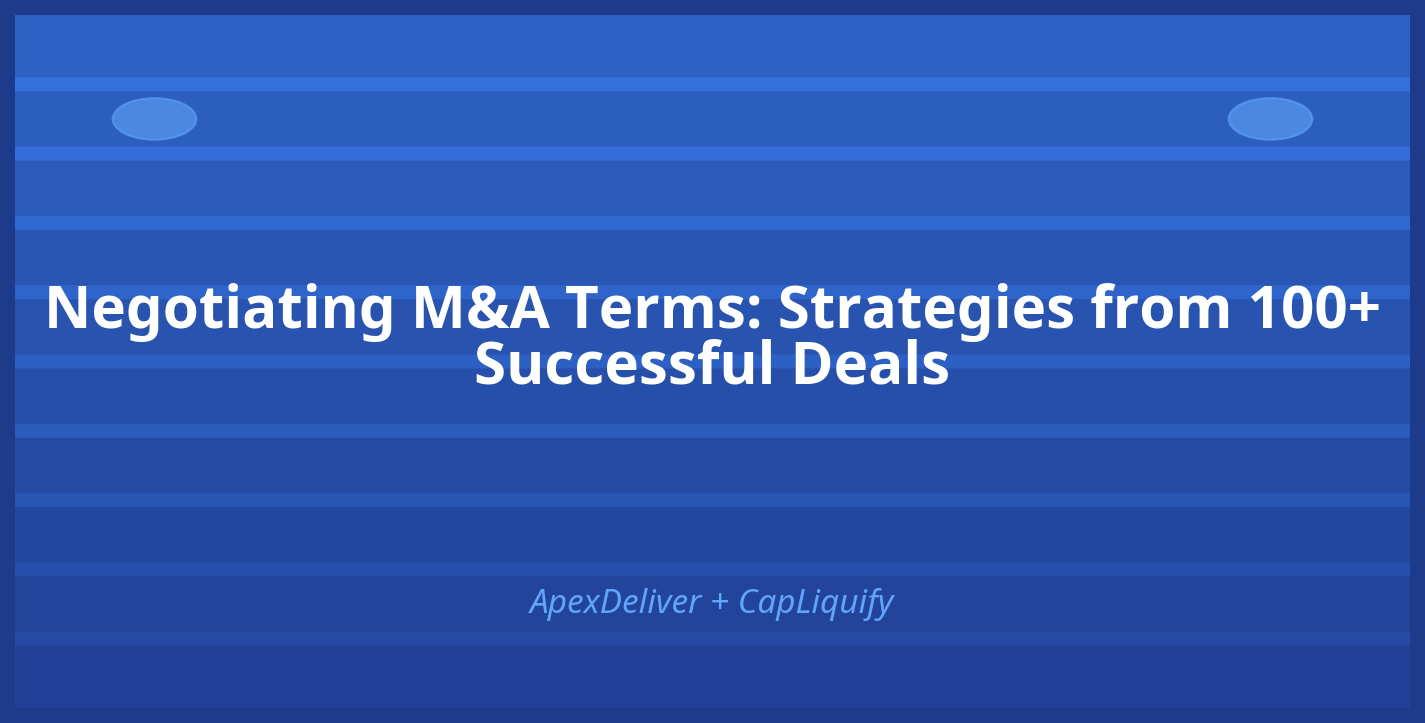 Negotiating M&A Terms: Strategies from 100+
Successful Deals
ApexDeliver + CapLiquify